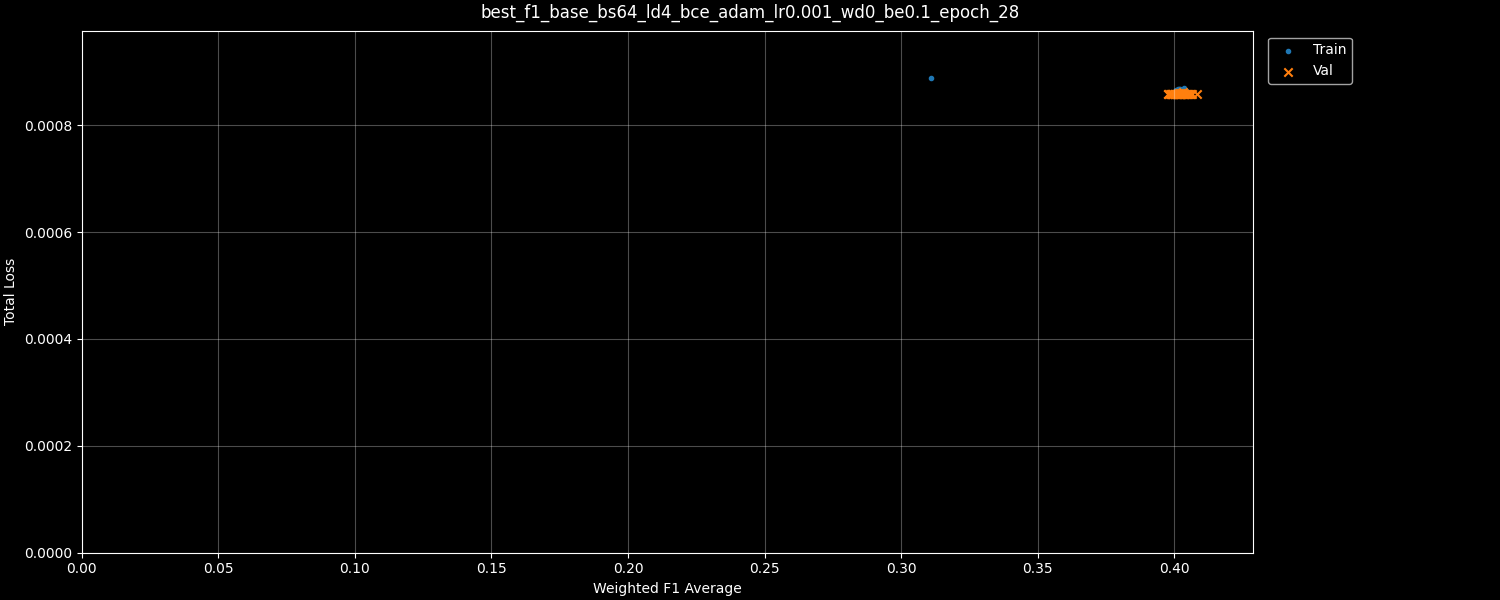 best_f1_base_bs64_ld4_bce_adam_lr0.001_wd0_be0.1_epoch_28
Train
Val
Total Loss
0.0008
0.0006
0.0004
0.0002
0.0000
0.00 0.05 0.10 0.15 0.20 0.25 0.30 0.35 0.40
Weighted F1 Average